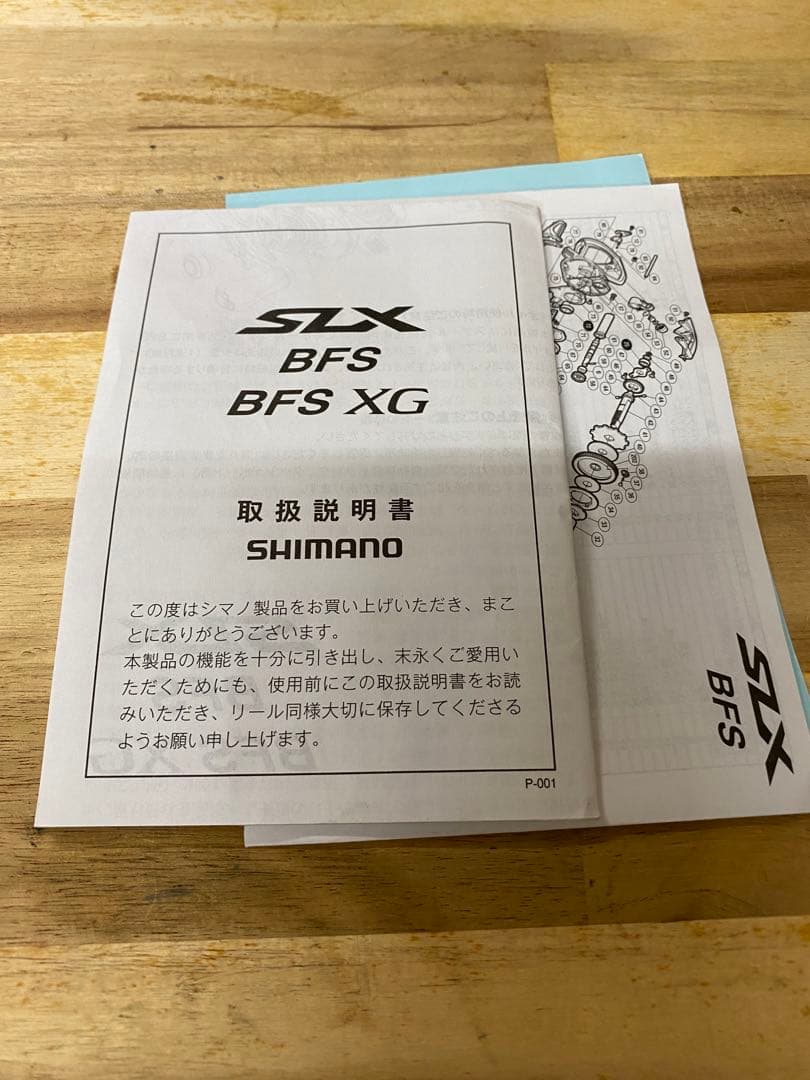 SLX
BFS
BFS XG
取扱説明書
SHIMANO
この度はシマノ製品をお買い上げいただき、まこ
とにありがとうございます。
本製品の機能を十分に引き出し、末永くご愛用い
ただくためにも、使用前にこの取扱説明書をお読
みいただき、リール同様大切に保存してくださる
ようお願い申し上げます。
P-001
SLX
BFS